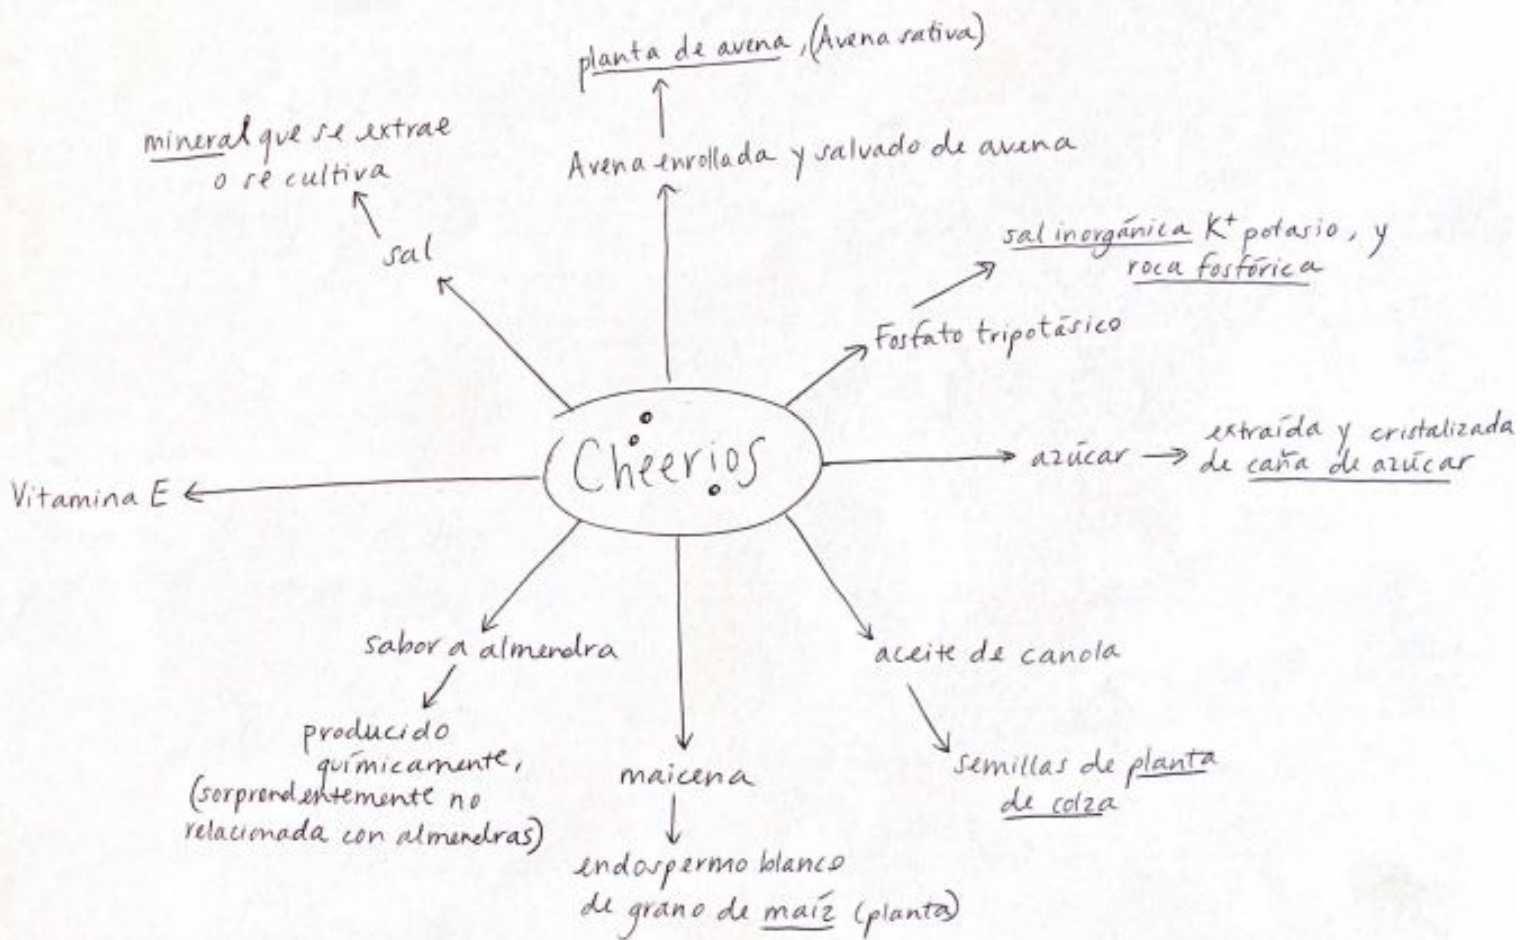 planta de avena, (Avena sativa)
Avena enrollada y salvado de avena
mineral que se extrae
o se cultiva
sal
sal inorgánica K+ potasio, y
roca fosfórica
Fosfato tripotásico
Cheerios
azúcar
extraída y cristalizada
de caña de azúcar
Vitamina E
sabor a almendra
producido
químicamente,
(sorprendentemente no
relacionada con almendras)
maicena
endospermo blanco
de grano de maíz (planta)
aceite de canola
semillas de planta
de colza